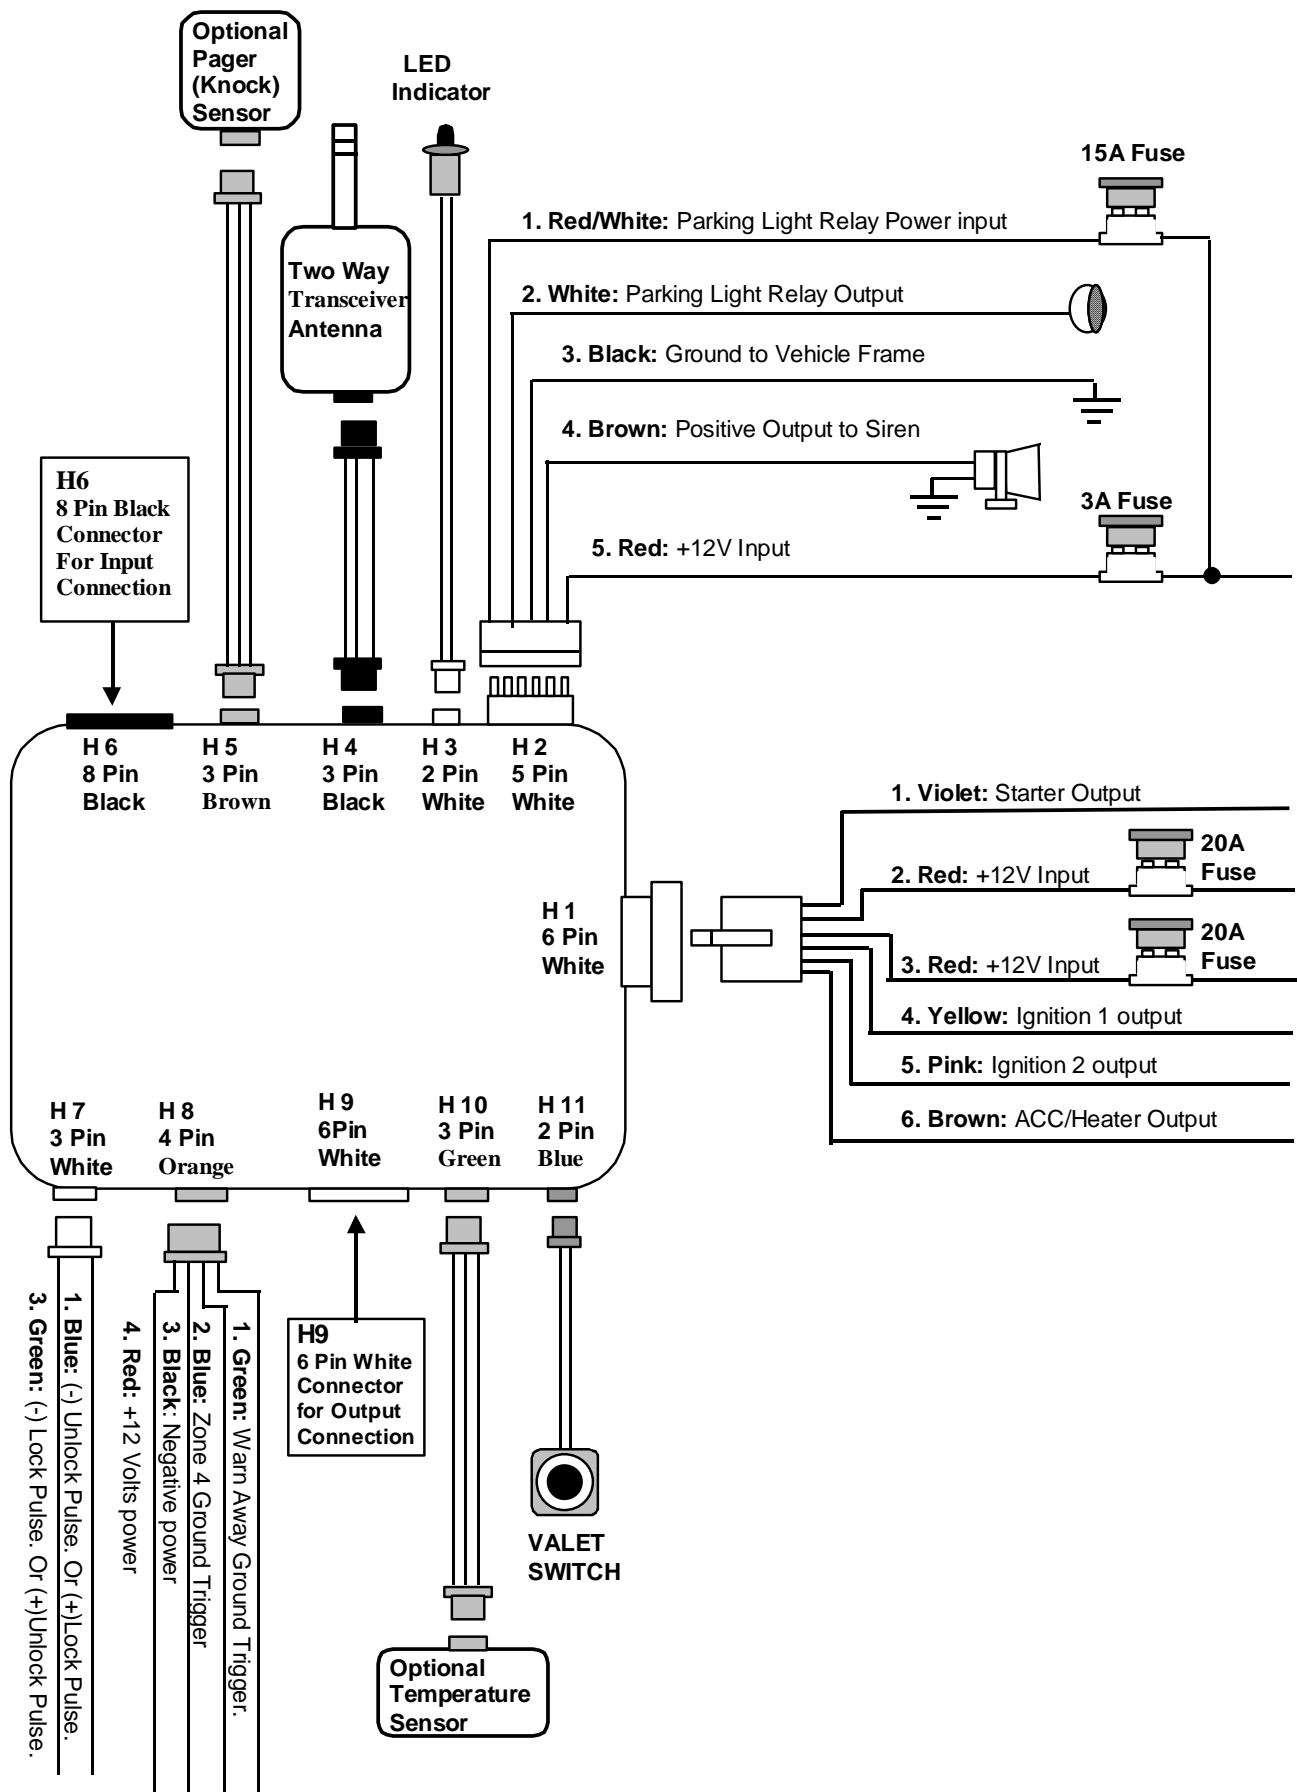 Optional
Pager
(Knock)
Sensor
LED
Indicator
Two Way
Transceiver
Antenna
15A Fuse
1. Red/White: Parking Light Relay Power input
2. White: Parking Light Relay Output
3. Black: Ground to Vehicle Frame
4. Brown: Positive Output to Siren
3A Fuse
5. Red: +12V Input
H6
8 Pin Black
Connector
For Input
Connection
H 6
8 Pin
Black
H 5
3 Pin
Brown
H 4
3 Pin
Black
H 3
2 Pin
White
H 2
5 Pin
White
H 1
6 Pin
White
1. Violet: Starter Output
20A
Fuse
2. Red: +12V Input
20A
Fuse
3. Red: +12V Input
4. Yellow: Ignition 1 output
5. Pink: Ignition 2 output
6. Brown: ACC/Heater Output
H 7
3 Pin
White
H 8
4 Pin
Orange
H 9
6Pin
White
H 10
3 Pin
Green
H 11
2 Pin
Blue
1. Blue: (-) Unlock Pulse. Or (+)Lock Pulse.
3. Green: (-) Lock Pulse. Or (+)Unlock Pulse.
1. Green: Warn Away Ground Trigger.
2. Blue: Zone 4 Ground Trigger
3. Black: Negative power
4. Red: +12 Volts power
H9
6 Pin White
Connector
for Output
Connection
VALET
SWITCH
Optional
Temperature
Sensor